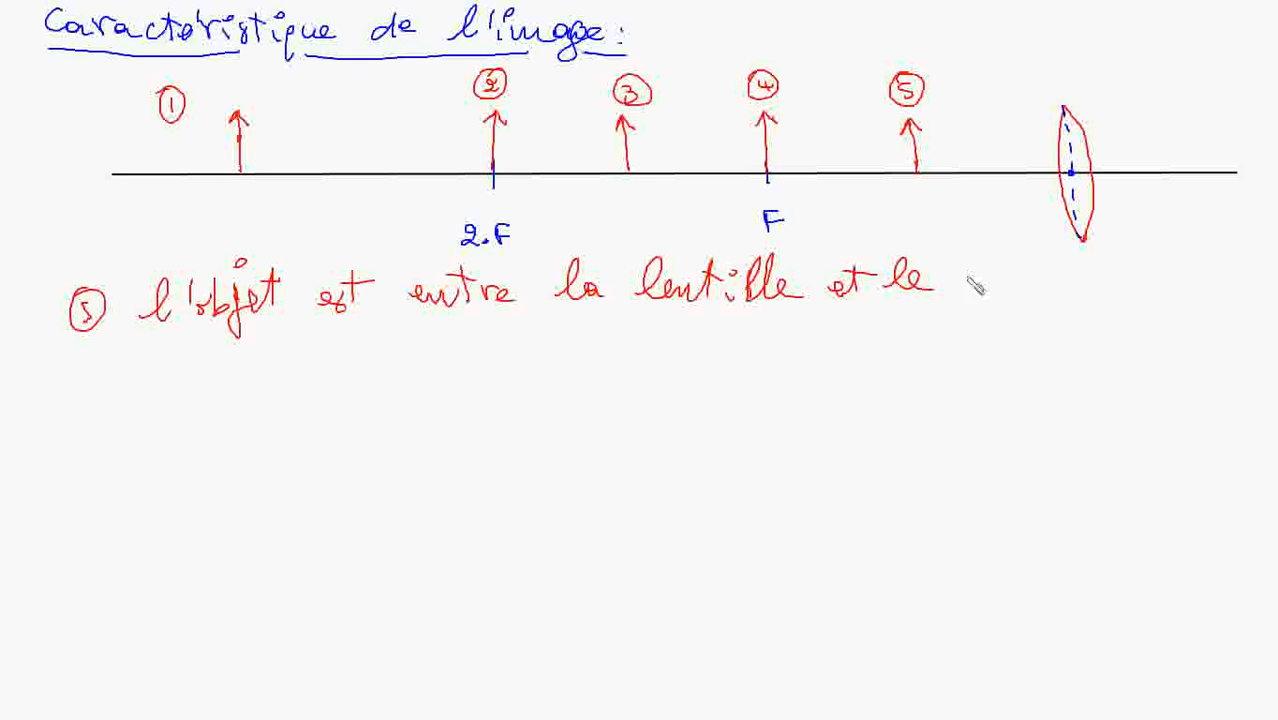 Caractéristique de l'image:
① ② ③ ④ ⑤
2.F F
⑤ l'objet est entre la lentille et le